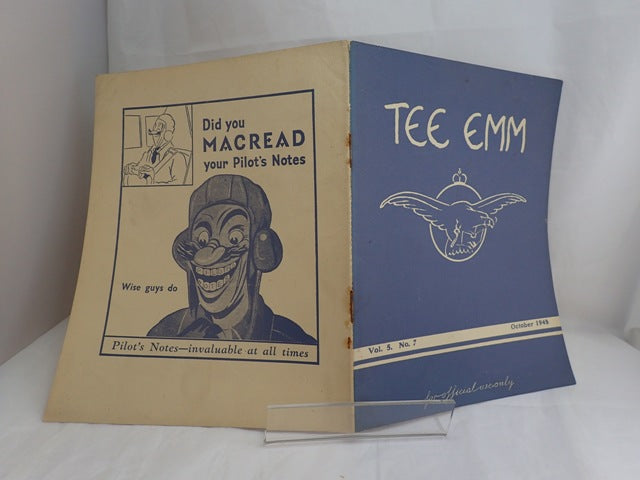 Did you
MACREAD
your Pilot's Notes
Wise guys do
Pilot's Notes—invaluable at all times
TEE EMM
Vol. 5. No. 7
October 1945
for official use only